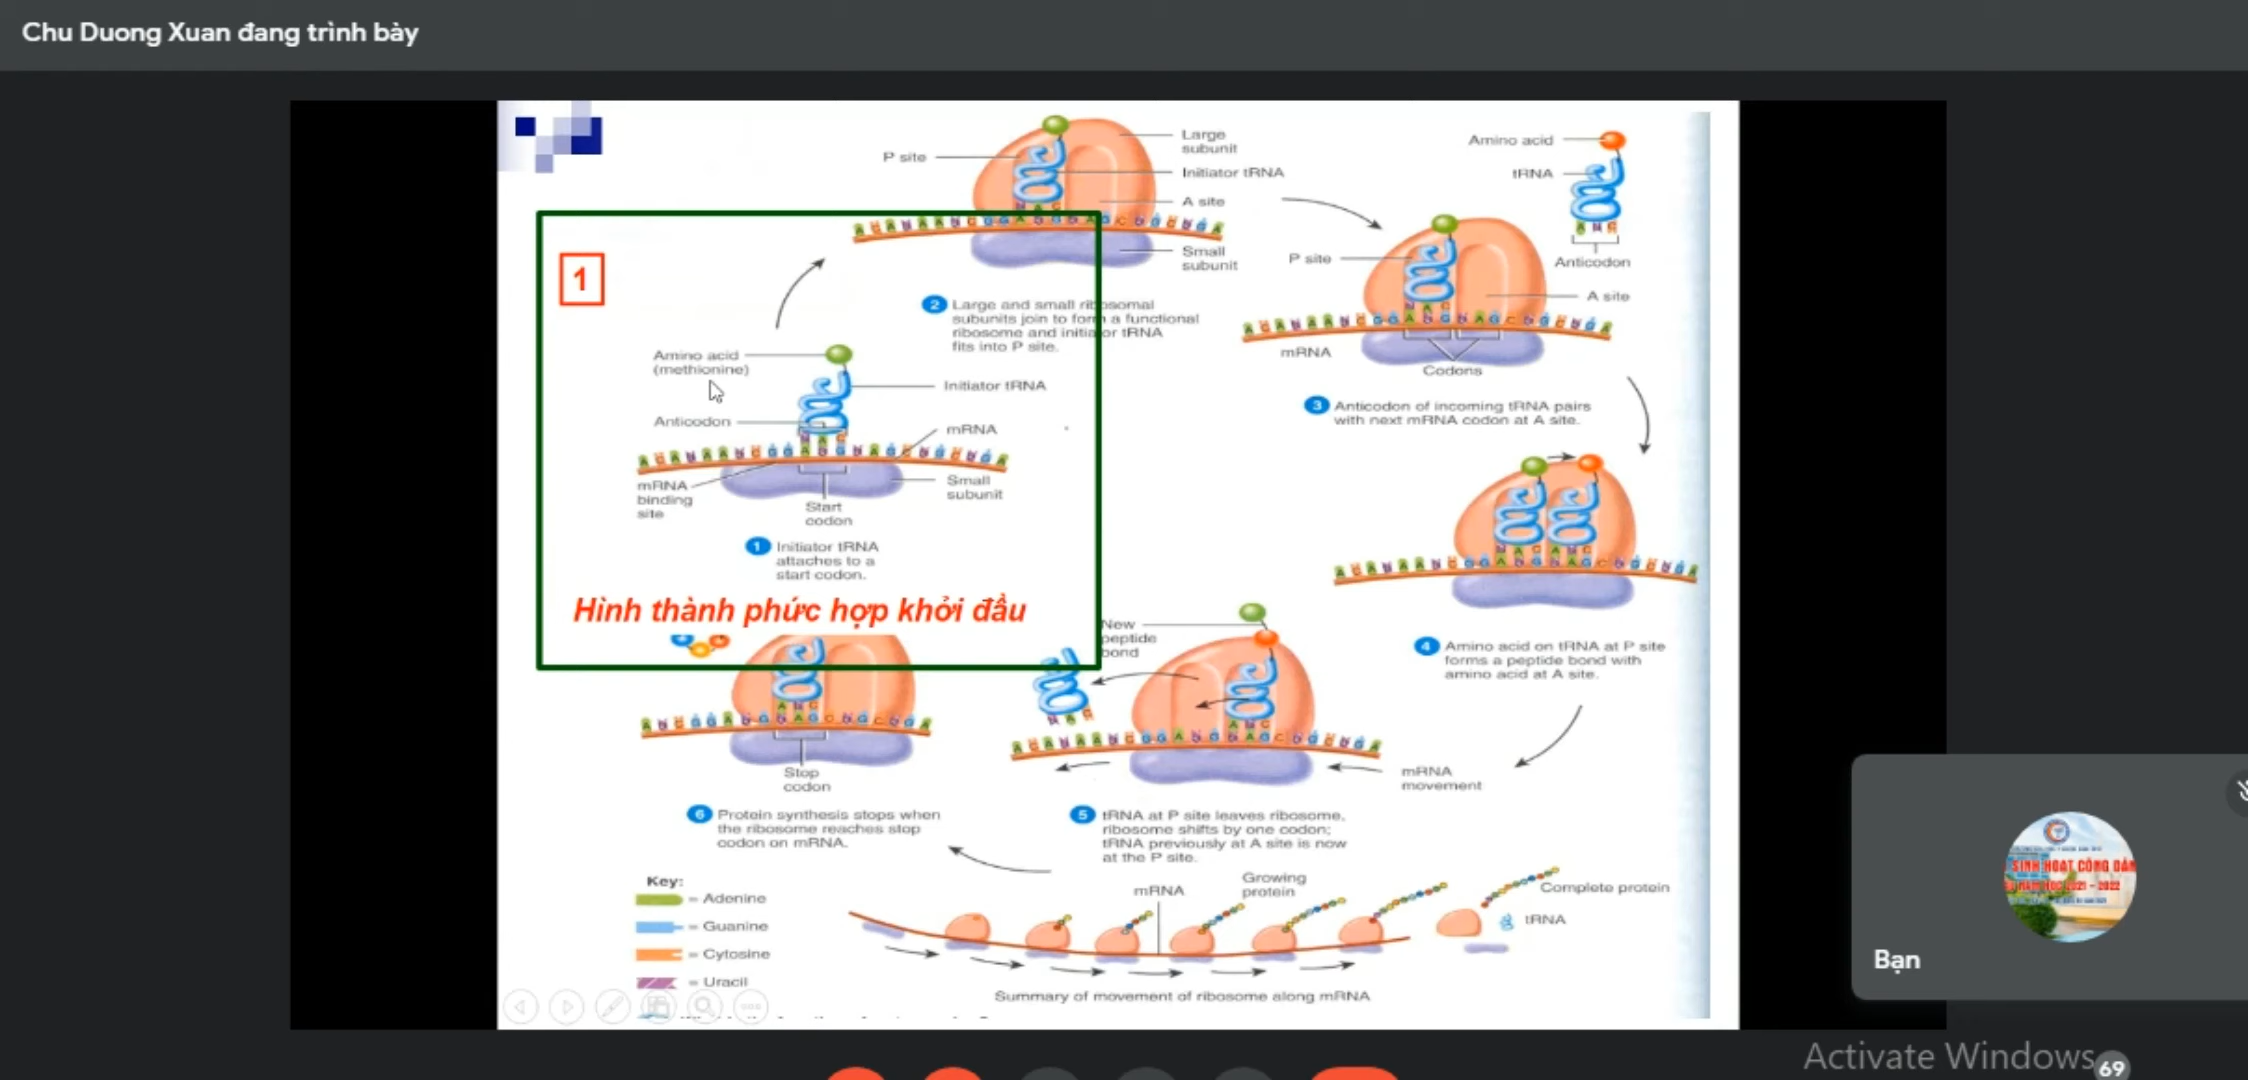 Chu Duong Xuan đang trình bày
P site
Large
subunit
Initiator tRNA
A site
Small
subunit
Amino acid
tRNA
Anticodon
P site
A site
mRNA
Codons
1
2 Large and small ribosomal
subunits join to form a functional
ribosome and initiator tRNA
fits into P site.
3 Anticodon of incoming tRNA pairs
with next mRNA codon at A site.
Amino acid
(methionine)
Initiator tRNA
Anticodon
mRNA
mRNA
binding
site
Small
subunit
Start
codon
1 Initiator tRNA
attaches to a
start codon.
Hình thành phức hợp khởi đầu
New
peptide
bond
4 Amino acid on tRNA at P site
forms a peptide bond with
amino acid at A site.
Stop
codon
mRNA
movement
6 Protein synthesis stops when
the ribosome reaches stop
codon on mRNA.
5 tRNA at P site leaves ribosome,
ribosome shifts by one codon;
tRNA previously at A site is now
at the P site.
Key:
= Adenine
= Guanine
= Cytosine
= Uracil
mRNA
Growing
protein
Complete protein
tRNA
Summary of movement of ribosome along mRNA
SINH HOẠT CÔNG DÂN
2021 - 2022
Bạn
Activate Windows
69